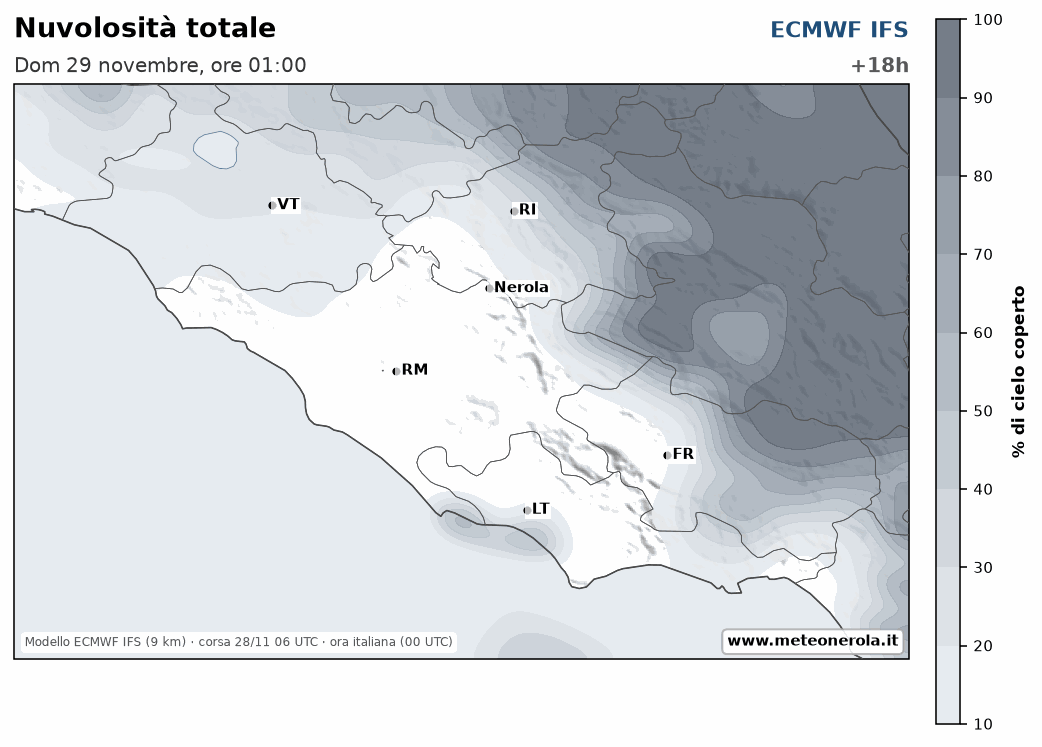 Nuvolosità totale
ECMWF IFS
Dom 29 novembre, ore 01:00
+18h
VT
RI
Nerola
RM
FR
LT
Modello ECMWF IFS (9 km) · corsa 28/11 06 UTC · ora italiana (00 UTC)
www.meteonerola.it
100
90
80
70
60
50
40
30
20
10
% di cielo coperto